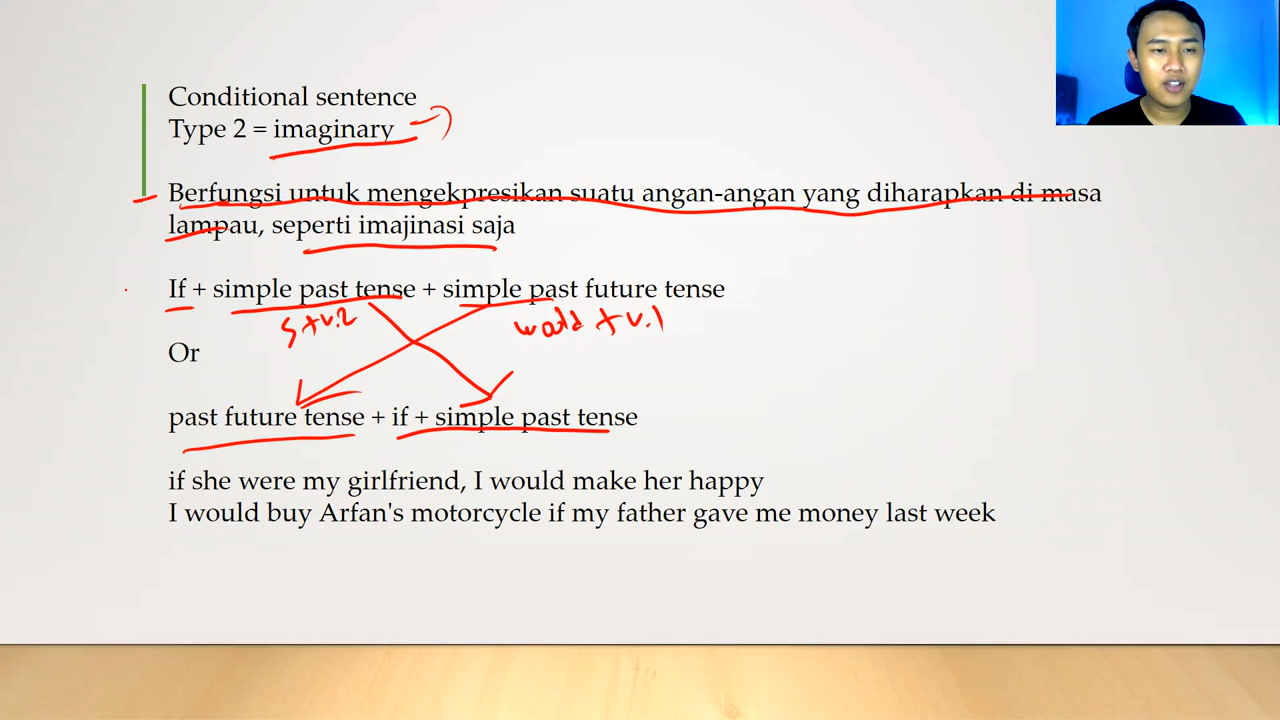 Conditional sentence
Type 2 = imaginary
Berfungsi untuk mengekpresikan suatu angan-angan yang diharapkan di masa
lampau, seperti imajinasi saja
If + simple past tense + simple past future tense
S + v.2
would + v.1
Or
past future tense + if + simple past tense
if she were my girlfriend, I would make her happy
I would buy Arfan's motorcycle if my father gave me money last week